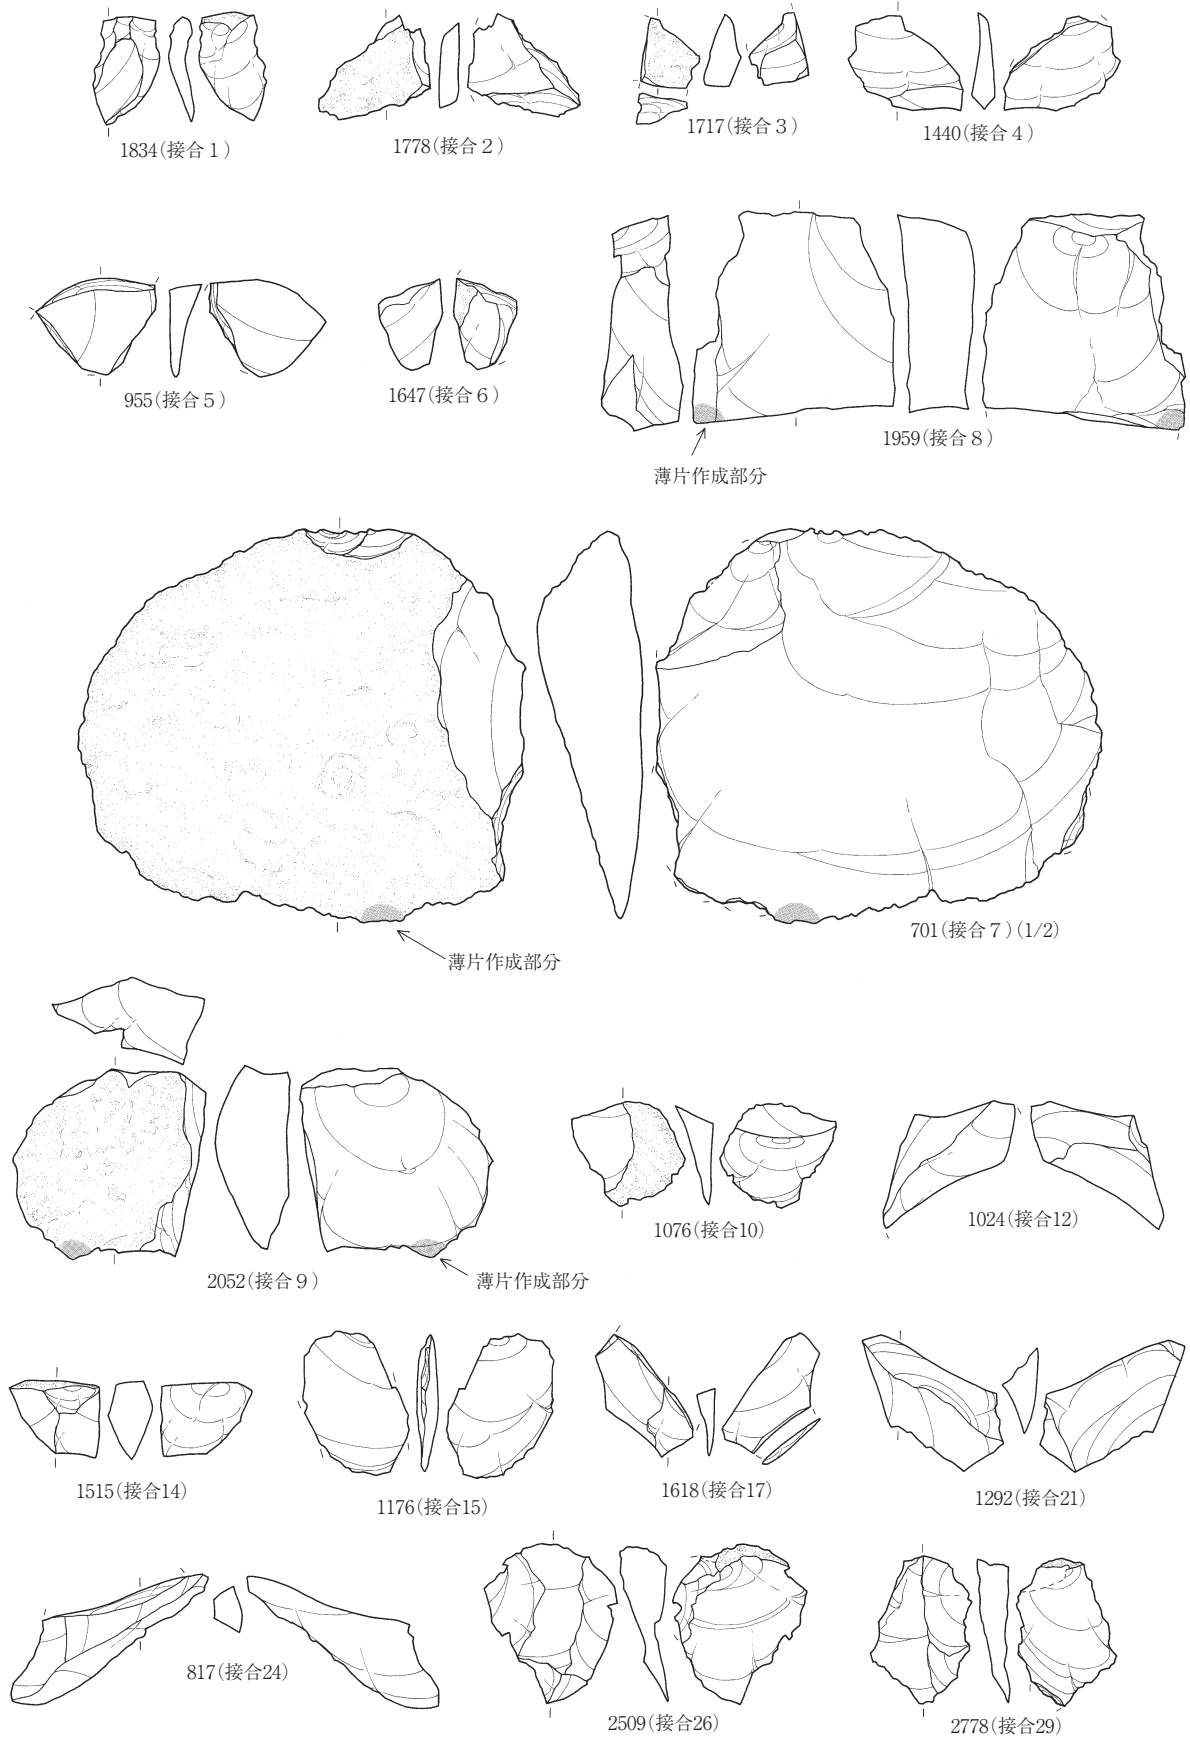 1834(接合１)
1778(接合２)
1717(接合３)
1440(接合４)
955(接合５)
1647(接合６)
1959(接合８)
薄片作成部分
701(接合７)(1/2)
薄片作成部分
2052(接合９)
薄片作成部分
1076(接合10)
1024(接合12)
1515(接合14)
1176(接合15)
1618(接合17)
1292(接合21)
817(接合24)
2509(接合26)
2778(接合29)